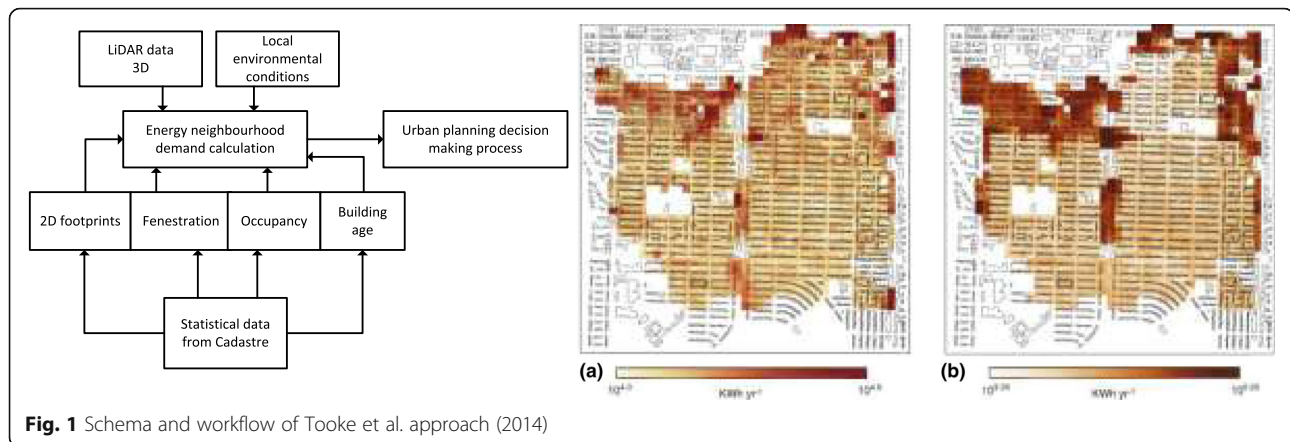 LiDAR data
3D
Local
environmental
conditions
Energy neighbourhood
demand calculation
Urban planning decision
making process
2D footprints
Fenestration
Occupancy
Building
age
Statistical data
from Cadastre
(a)
KWh yr⁻¹
(b)
KWh yr⁻¹
Fig. 1 Schema and workflow of Tooke et al. approach (2014)